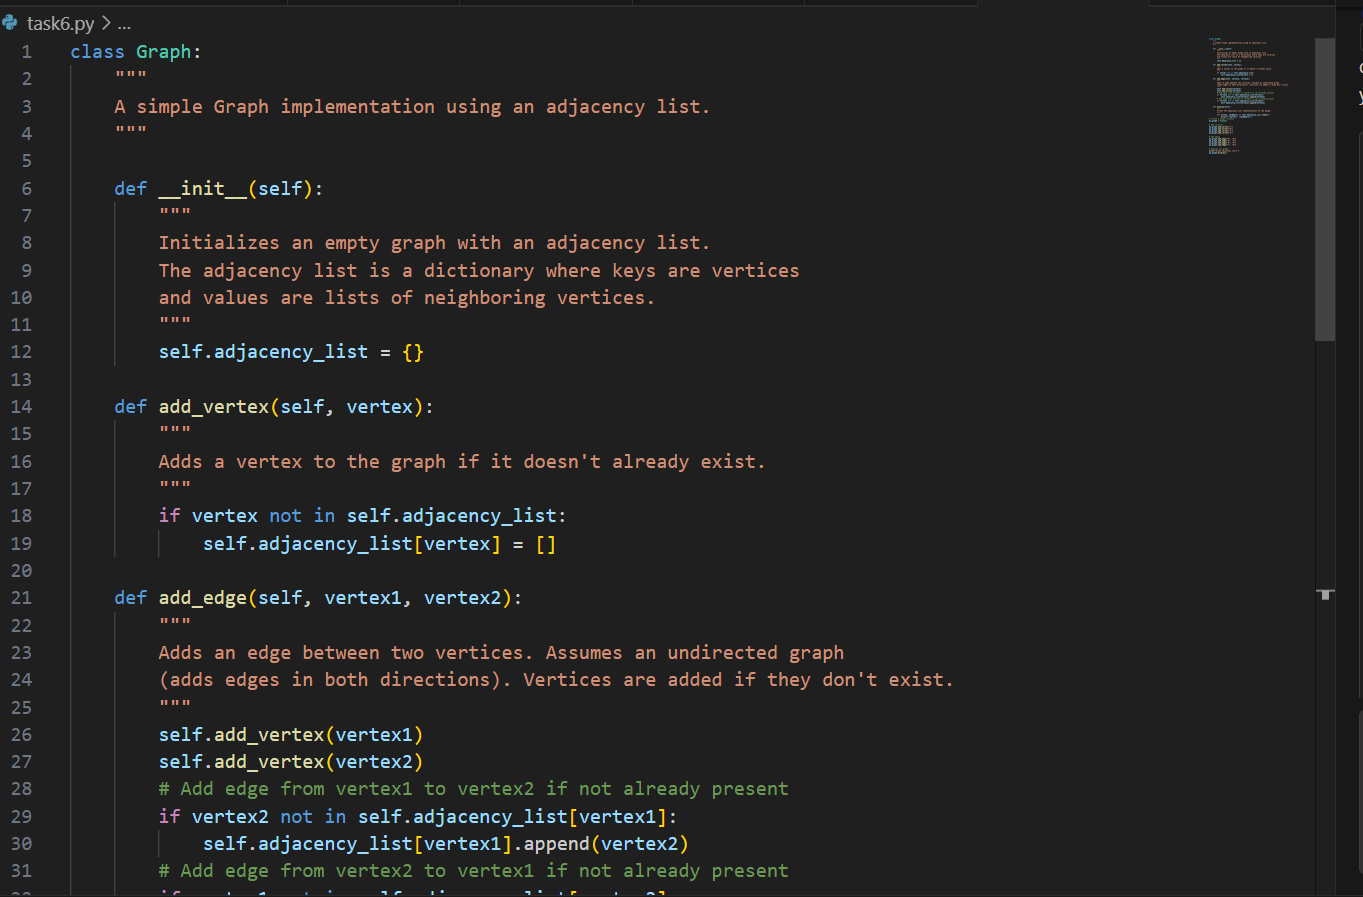 task6.py > ...
1 class Graph:
2     """
3     A simple Graph implementation using an adjacency list.
4     """
5
6     def __init__(self):
7         """
8         Initializes an empty graph with an adjacency list.
9         The adjacency list is a dictionary where keys are vertices
10         and values are lists of neighboring vertices.
11         """
12         self.adjacency_list = {}
13
14     def add_vertex(self, vertex):
15         """
16         Adds a vertex to the graph if it doesn't already exist.
17         """
18         if vertex not in self.adjacency_list:
19             self.adjacency_list[vertex] = []
20
21     def add_edge(self, vertex1, vertex2):
22         """
23         Adds an edge between two vertices. Assumes an undirected graph
24         (adds edges in both directions). Vertices are added if they don't exist.
25         """
26         self.add_vertex(vertex1)
27         self.add_vertex(vertex2)
28         # Add edge from vertex1 to vertex2 if not already present
29         if vertex2 not in self.adjacency_list[vertex1]:
30             self.adjacency_list[vertex1].append(vertex2)
31         # Add edge from vertex2 to vertex1 if not already present